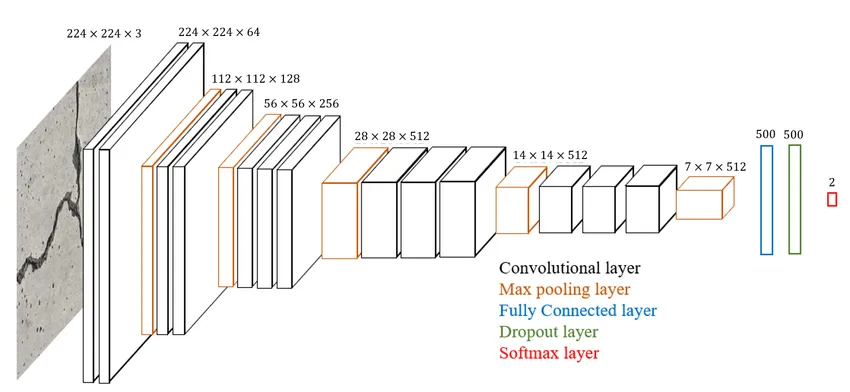 224 × 224 × 3
224 × 224 × 64
112 × 112 × 128
56 × 56 × 256
28 × 28 × 512
14 × 14 × 512
7 × 7 × 512
500
500
2
Convolutional layer
Max pooling layer
Fully Connected layer
Dropout layer
Softmax layer